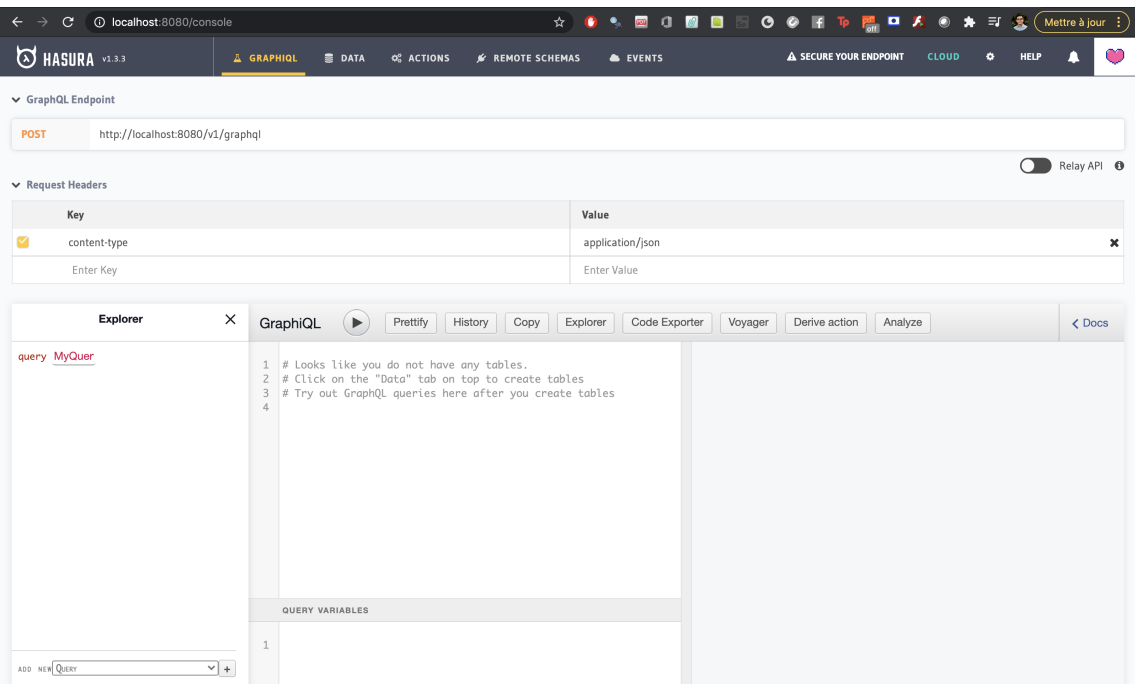 localhost:8080/console
Mettre à jour
HASURA v1.3.3
GRAPHIQL
DATA
ACTIONS
REMOTE SCHEMAS
EVENTS
SECURE YOUR ENDPOINT
CLOUD
HELP
GraphQL Endpoint
POST http://localhost:8080/v1/graphql
Relay API
Request Headers
Key Value
content-type application/json
Enter Key Enter Value
Explorer
GraphiQL
Prettify
History
Copy
Explorer
Code Exporter
Voyager
Derive action
Analyze
Docs
query MyQuer
1 # Looks like you do not have any tables.
2 # Click on the "Data" tab on top to create tables
3 # Try out GraphQL queries here after you create tables
4
QUERY VARIABLES
1
ADD NEW Query +